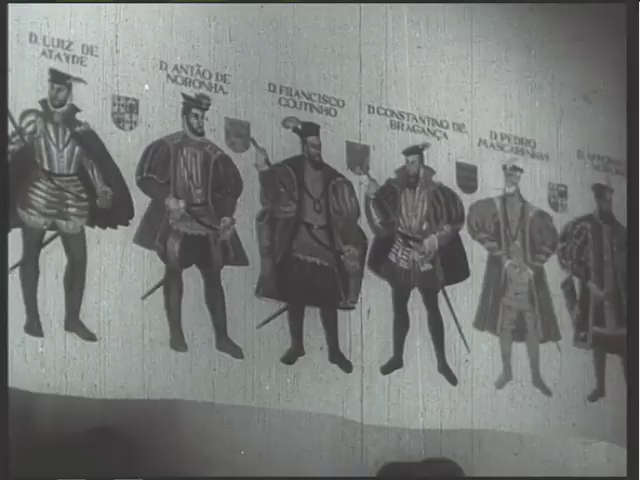 D. LUIZ DE
ATAYDE
D. ANTÃO DE
NORONHA.
D. FRANCISCO
COUTINHO
D. CONSTANTINO DE
BRAGANÇA
D. PEDRO
MASCARENHAS